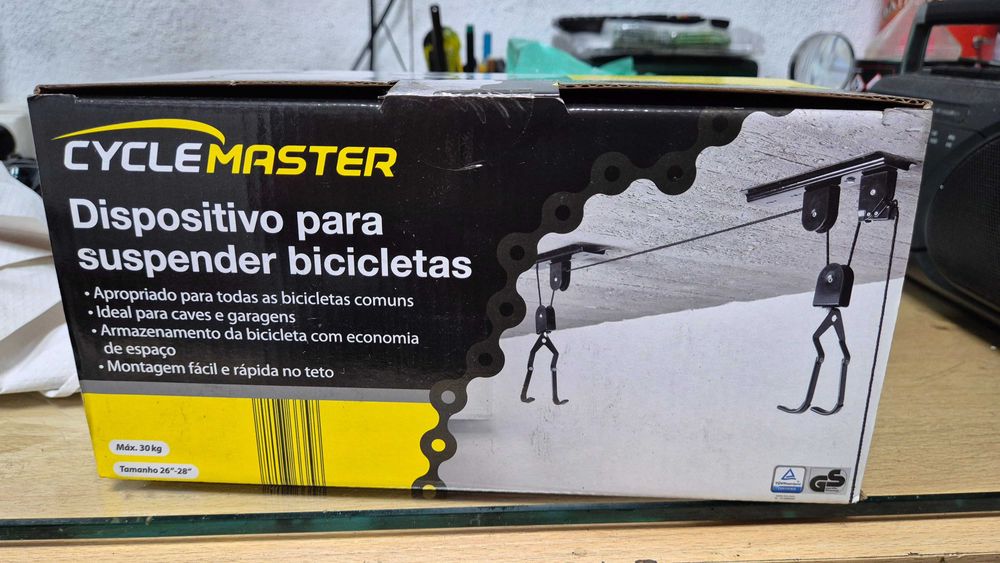 CYCLEMASTER
Dispositivo para
suspender bicicletas
• Apropriado para todas as bicicletas comuns
• Ideal para caves e garagens
• Armazenamento da bicicleta com economia
de espaço
• Montagem fácil e rápida no teto
Máx. 30 kg
Tamanho 26"-28"
GS